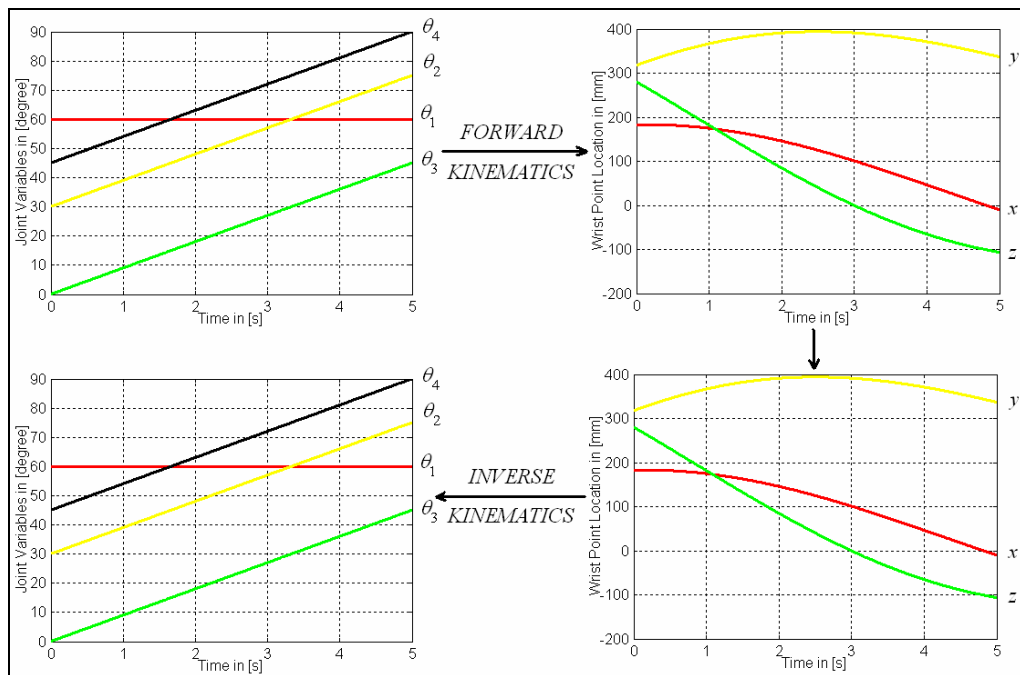 90
80
70
60
50
40
30
20
10
0
Joint Variables in [degree]
0 1 2 3 4 5
Time in [s]
θ4
θ2
θ1
θ3
FORWARD
KINEMATICS
400
300
200
100
0
-100
-200
Wrist Point Location in [mm]
0 1 2 3 4 5
Time in [s]
y
x
z
90
80
70
60
50
40
30
20
10
0
Joint Variables in [degree]
0 1 2 3 4 5
Time in [s]
θ4
θ2
θ1
θ3
INVERSE
KINEMATICS
400
300
200
100
0
-100
-200
Wrist Point Location in [mm]
0 1 2 3 4 5
Time in [s]
y
x
z